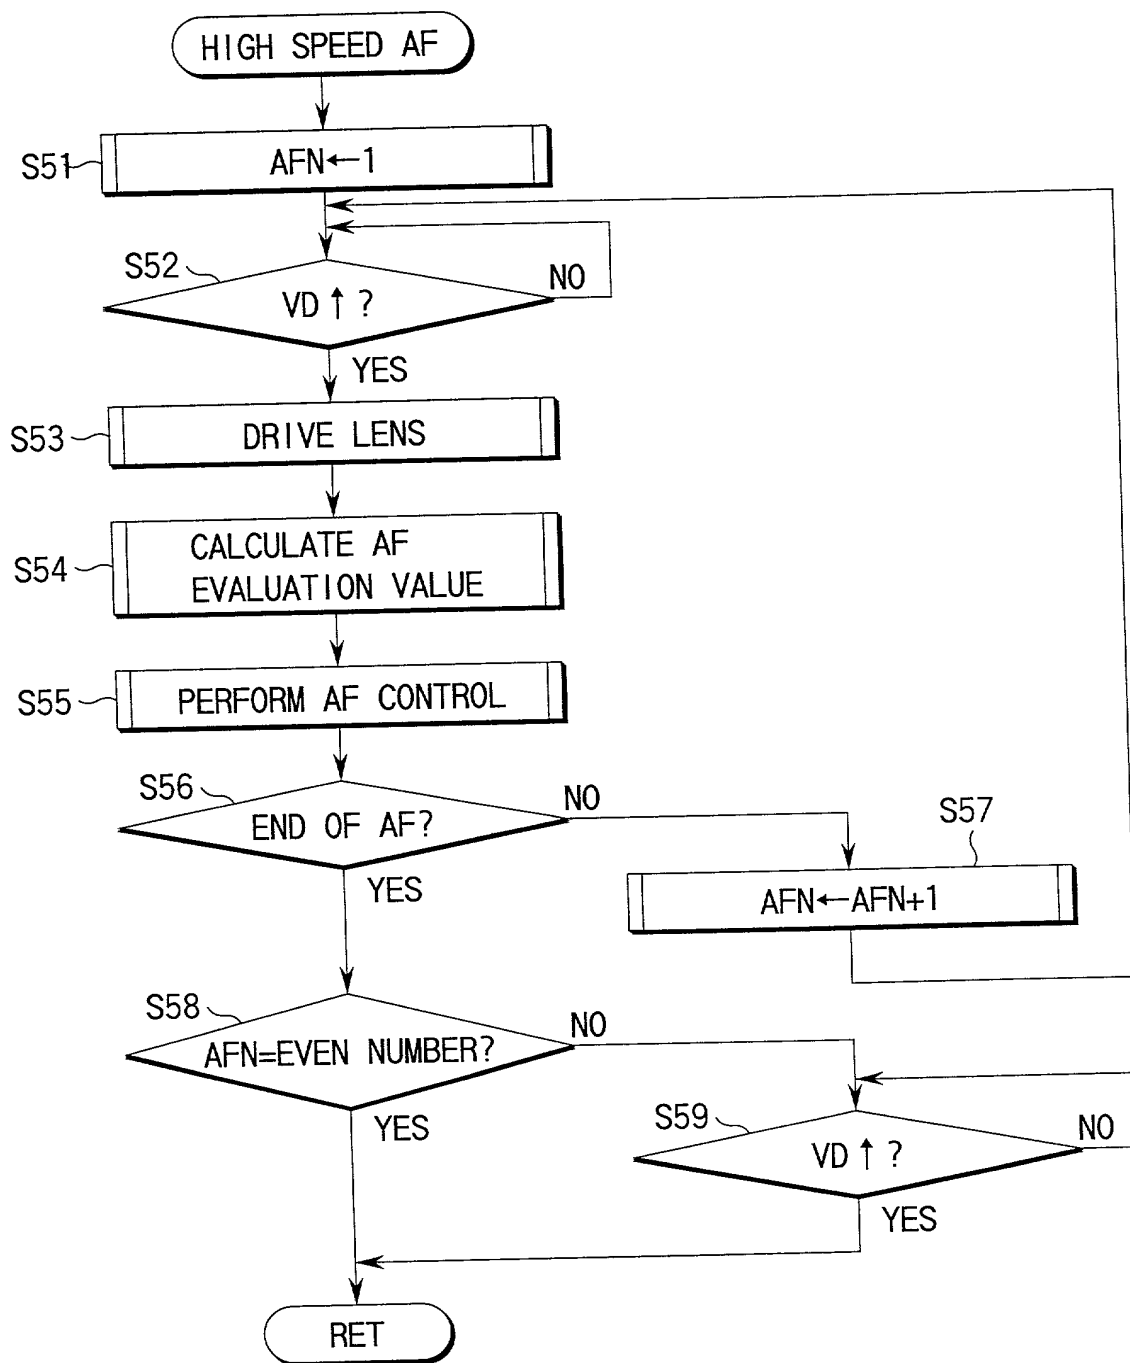 HIGH SPEED AF
S51
AFN←1
S52
VD↑?
NO
YES
S53
DRIVE LENS
S54
CALCULATE AF
EVALUATION VALUE
S55
PERFORM AF CONTROL
S56
END OF AF?
NO
YES
S57
AFN←AFN+1
S58
AFN=EVEN NUMBER?
NO
YES
S59
VD↑?
NO
YES
RET